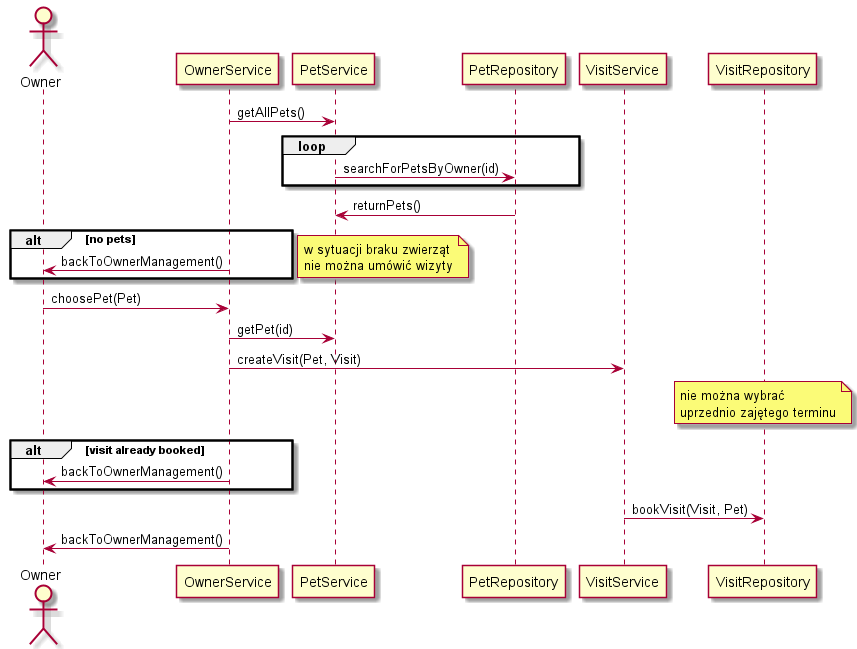 Owner
OwnerService
PetService
PetRepository
VisitService
VisitRepository
getAllPets()
loop
searchForPetsByOwner(id)
returnPets()
alt
[no pets]
w sytuacji braku zwierząt
nie można umówić wizyty
backToOwnerManagement()
choosePet(Pet)
getPet(id)
createVisit(Pet, Visit)
nie można wybrać
uprzednio zajętego terminu
alt
[visit already booked]
backToOwnerManagement()
bookVisit(Visit, Pet)
backToOwnerManagement()
Owner
OwnerService
PetService
PetRepository
VisitService
VisitRepository